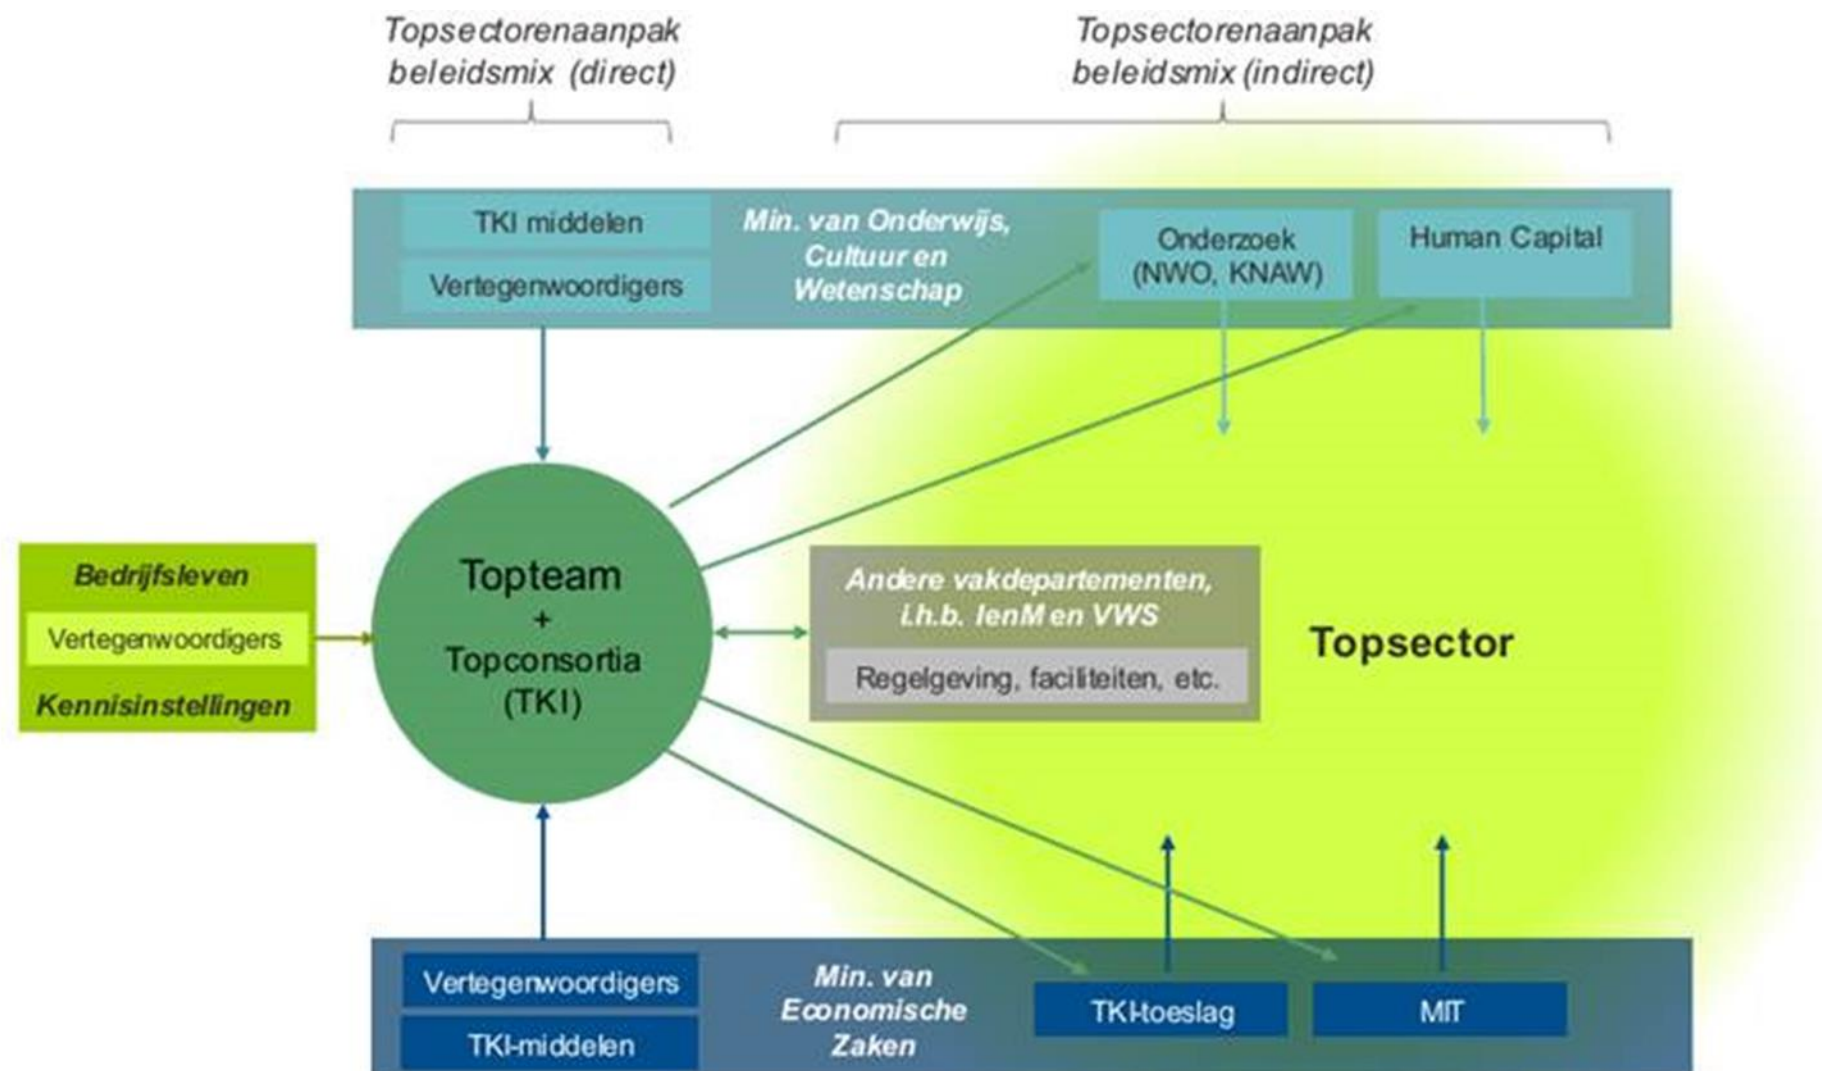 Topsectorenaanpak
beleidsmix (direct)
Topsectorenaanpak
beleidsmix (indirect)
TKI middelen
Vertegenwoordigers
Min. van Onderwijs,
Cultuur en
Wetenschap
Onderzoek
(NWO, KNAW)
Human Capital
Bedrijfsleven
Vertegenwoordigers
Kennisinstellingen
Topteam
+
Topconsortia
(TKI)
Andere vakdepartementen,
i.h.b. IenM en VWS
Regelgeving, faciliteiten, etc.
Topsector
Vertegenwoordigers
TKI-middelen
Min. van
Economische
Zaken
TKI-toeslag
MIT